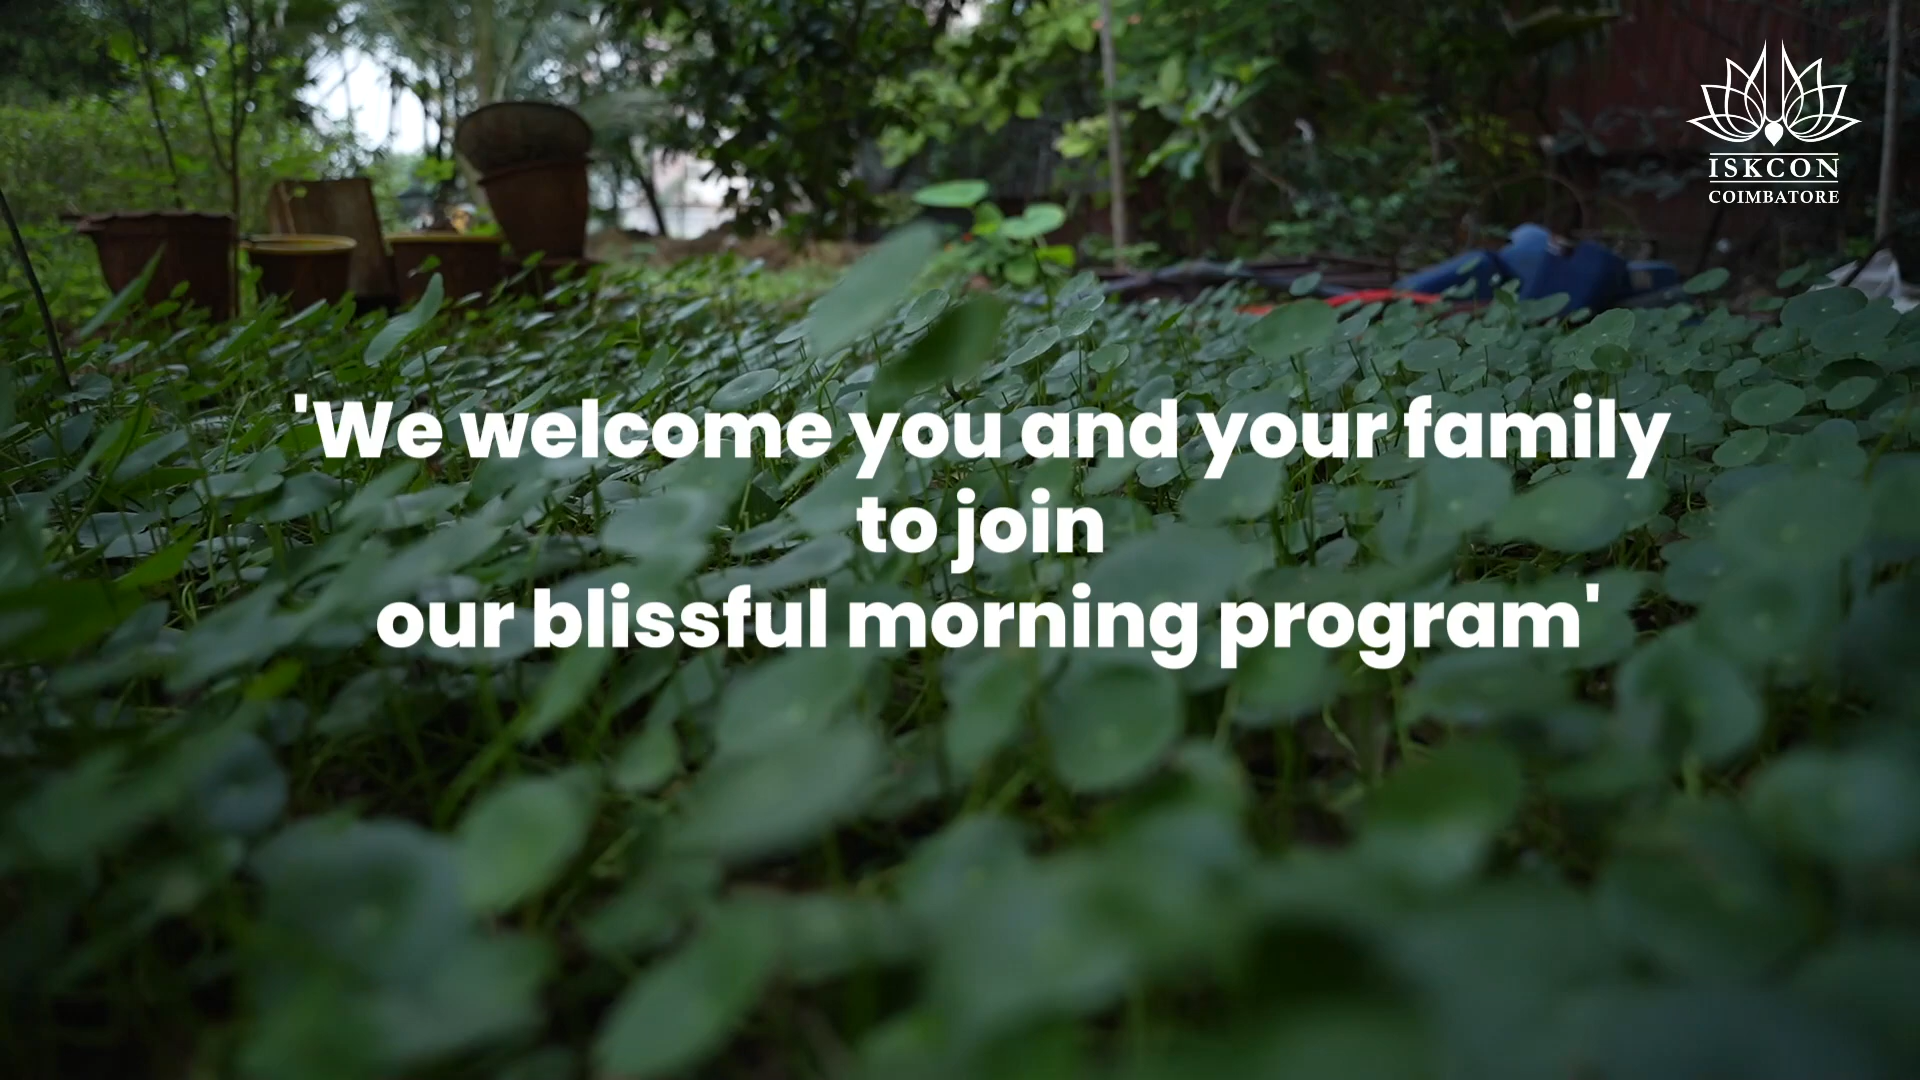 ISKCON
COIMBATORE
'We welcome you and your family
to join
our blissful morning program'